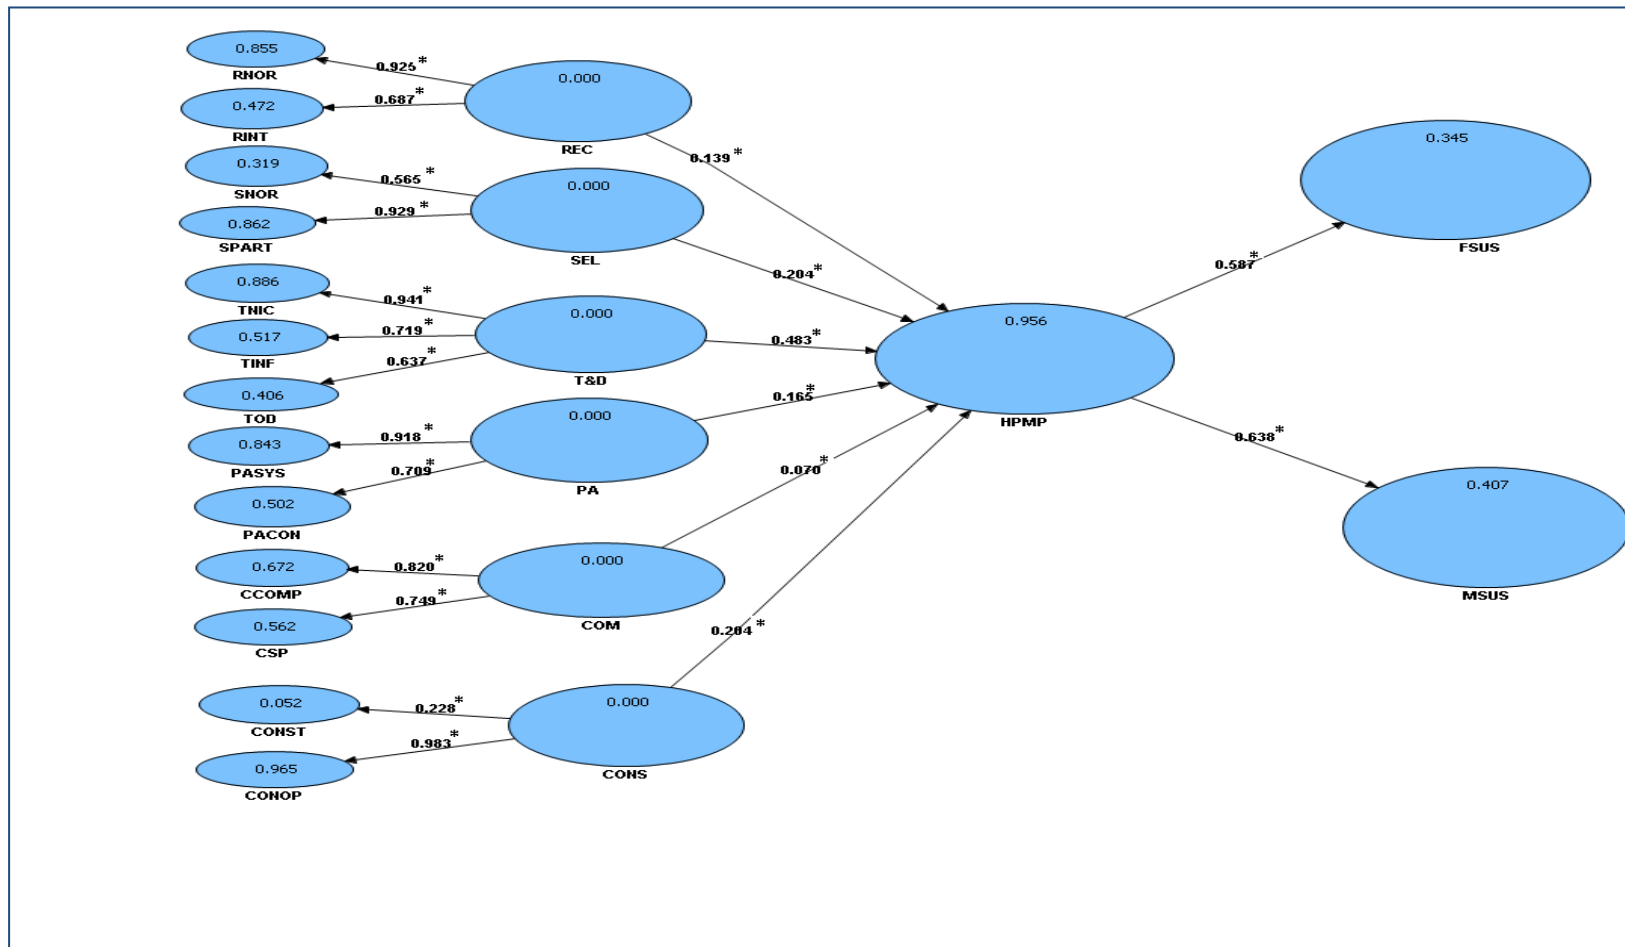 0.855
RNOR
0.925*
0.472
RINT
0.687*
0.000
REC
0.139*
0.319
SNOR
0.565*
0.862
SPART
0.929*
0.000
SEL
0.204*
0.886
TNIC
0.941*
0.517
TINF
0.719*
0.406
TOD
0.637*
0.000
T&D
0.483*
0.843
PASYS
0.918*
0.502
PACON
0.709*
0.000
PA
0.165*
0.672
CCOMP
0.820*
0.562
CSP
0.749*
0.000
COM
0.070*
0.052
CONST
0.228*
0.965
CONOP
0.983*
0.000
CONS
0.204*
0.956
HPMP
0.587*
0.345
FSUS
0.638*
0.407
MSUS